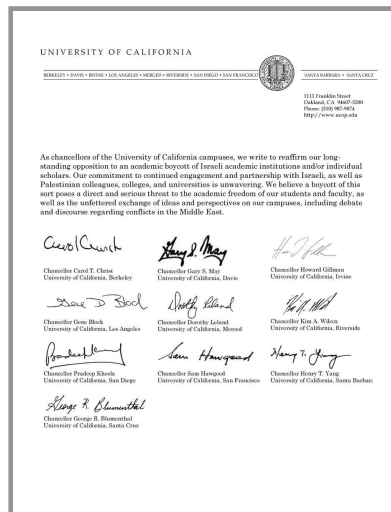 UNIVERSITY OF CALIFORNIA
BERKELEY • DAVIS • IRVINE • LOS ANGELES • MERCED • RIVERSIDE • SAN DIEGO • SAN FRANCISCO
SANTA BARBARA • SANTA CRUZ
1111 Franklin Street
Oakland, CA 94607-5200
Phone: (510) 987-9074
http://www.ucop.edu
As chancellors of the University of California campuses, we write to reaffirm our long-
standing opposition to an academic boycott of Israeli academic institutions and/or individual
scholars. Our commitment to continued engagement and partnership with Israeli, as well as
Palestinian colleagues, colleges, and universities is unwavering. We believe a boycott of this
sort poses a direct and serious threat to the academic freedom of our students and faculty, as
well as the unfettered exchange of ideas and perspectives on our campuses, including debate
and discourse regarding conflicts in the Middle East.
Carol Christ
Gary S. May
Chancellor Carol T. Christ
University of California, Berkeley
Chancellor Gary S. May
University of California, Davis
Chancellor Howard Gillman
University of California, Irvine
Gene D Block
Dorothy Leland
Chancellor Gene Block
University of California, Los Angeles
Chancellor Dorothy Leland
University of California, Merced
Chancellor Kim A. Wilcox
University of California, Riverside
Sam Hawgood
Henry T. Yang
Chancellor Pradeep Khosla
University of California, San Diego
Chancellor Sam Hawgood
University of California, San Francisco
Chancellor Henry T. Yang
University of California, Santa Barbara
George R. Blumenthal
Chancellor George R. Blumenthal
University of California, Santa Cruz